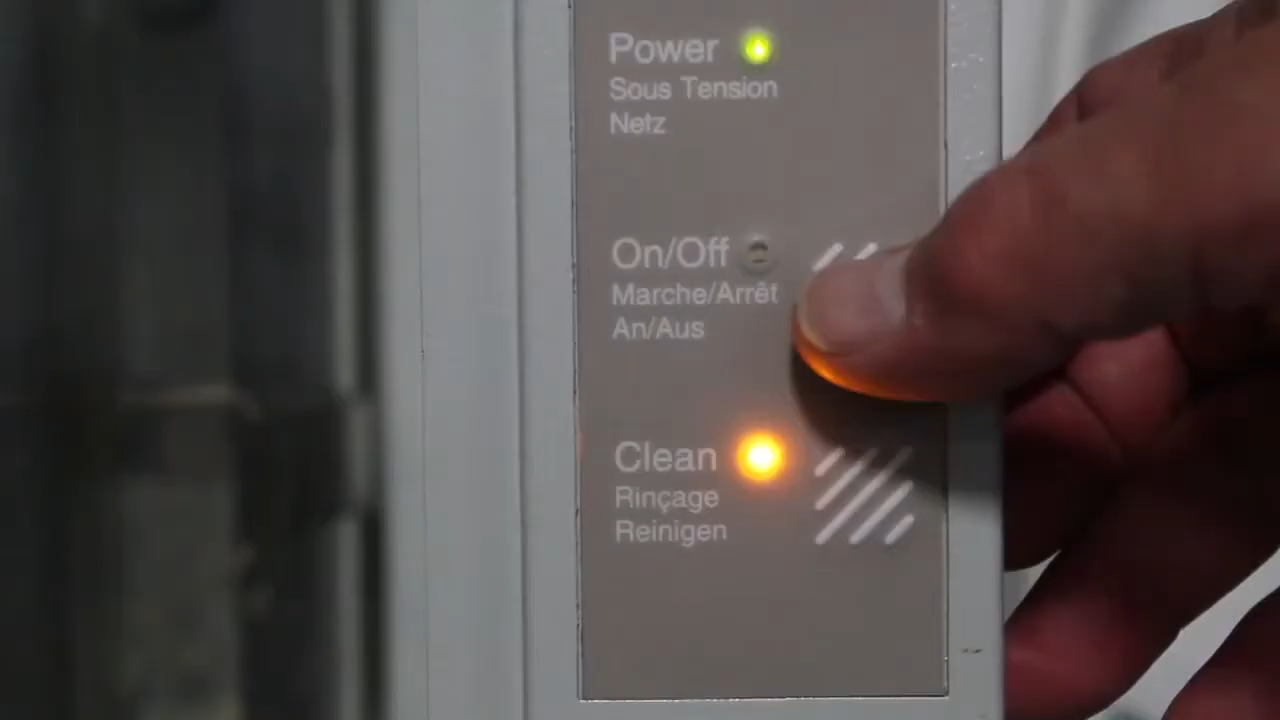 Power
Sous Tension
Netz
On/Off
Marche/Arrêt
An/Aus
Clean
Rinçage
Reinigen